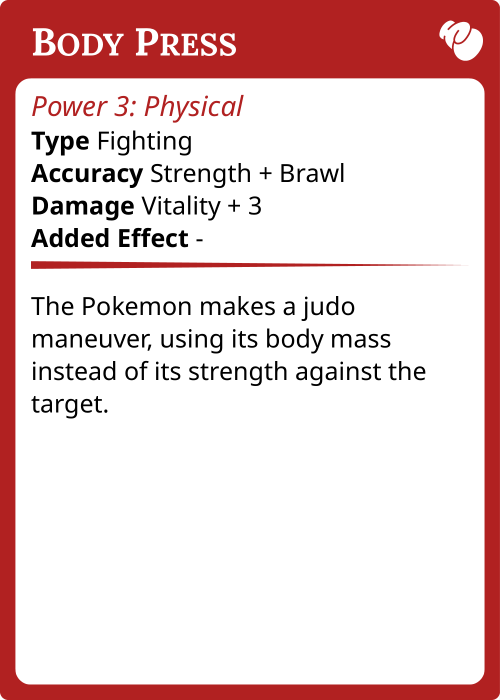 Body Press
Power 3: Physical
Type Fighting
Accuracy Strength + Brawl
Damage Vitality + 3
Added Effect -
The Pokemon makes a judo
maneuver, using its body mass
instead of its strength against the
target.